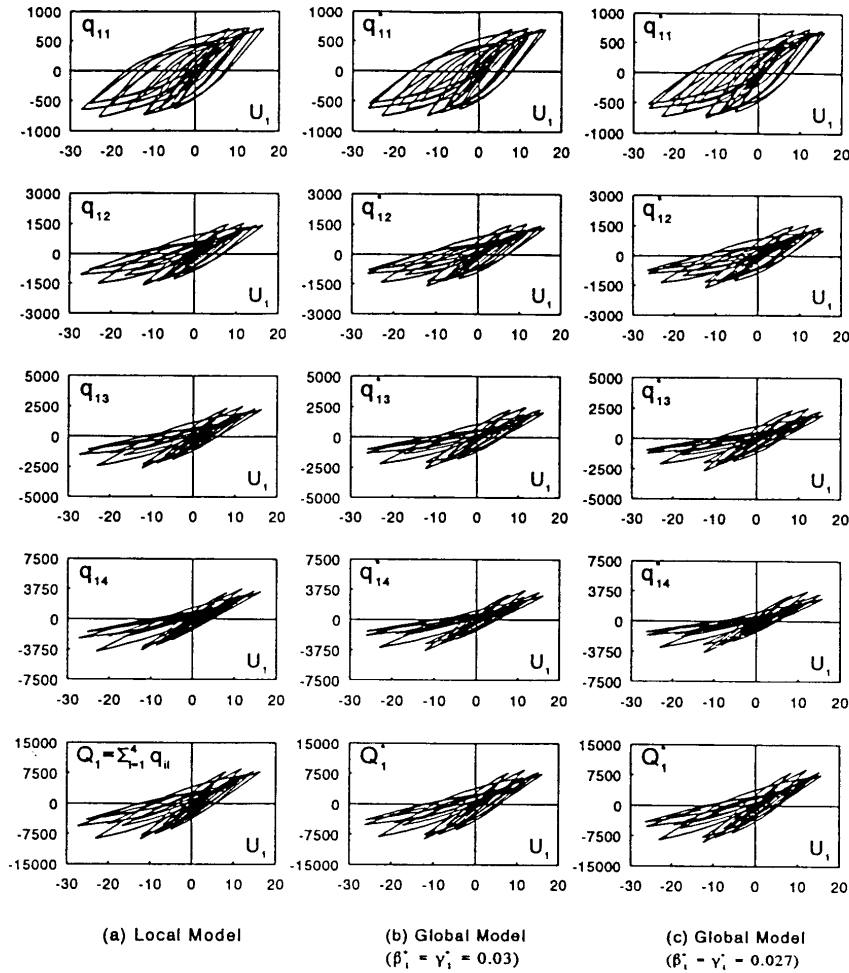 1000
500
0
-500
-1000
q₁₁
U₁
-30 -20 -10 0 10 20
1000
500
0
-500
-1000
q*₁₁
U₁
-30 -20 -10 0 10 20
1000
500
0
-500
-1000
q*₁₁
U₁
-30 -20 -10 0 10 20
3000
1500
0
-1500
-3000
q₁₂
U₁
-30 -20 -10 0 10 20
3000
1500
0
-1500
-3000
q*₁₂
U₁
-30 -20 -10 0 10 20
3000
1500
0
-1500
-3000
q*₁₂
U₁
-30 -20 -10 0 10 20
5000
2500
0
-2500
-5000
q₁₃
U₁
-30 -20 -10 0 10 20
5000
2500
0
-2500
-5000
q*₁₃
U₁
-30 -20 -10 0 10 20
5000
2500
0
-2500
-5000
q*₁₃
U₁
-30 -20 -10 0 10 20
7500
3750
0
-3750
-7500
q₁₄
U₁
-30 -20 -10 0 10 20
7500
3750
0
-3750
-7500
q*₁₄
U₁
-30 -20 -10 0 10 20
7500
3750
0
-3750
-7500
q*₁₄
U₁
-30 -20 -10 0 10 20
15000
7500
0
-7500
-15000
Q₁=Σ⁴ᵢ₌₁ qᵢₗ
U₁
-30 -20 -10 0 10 20
15000
7500
0
-7500
-15000
Q*₁
U₁
-30 -20 -10 0 10 20
15000
7500
0
-7500
-15000
Q*₁
U₁
-30 -20 -10 0 10 20
(a) Local Model
(b) Global Model
(β*ᵢ = γ*ᵢ = 0.03)
(c) Global Model
(β*ᵢ = γ*ᵢ = 0.027)